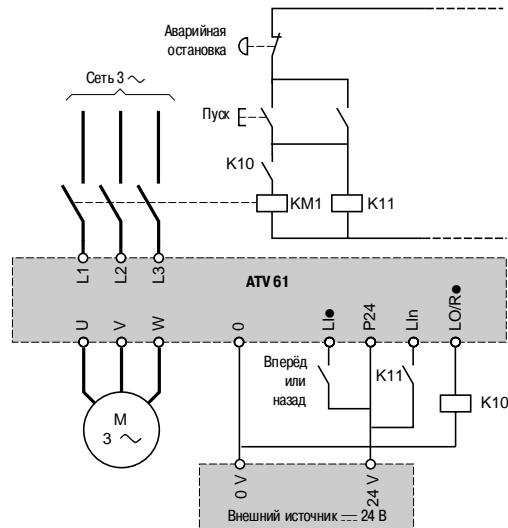 Аварийная
остановка
Сеть 3 ~
Пуск
K10
KM1
K11
L1
L2
L3
ATV 61
U
V
W
0
LI●
P24
LIn
LO/R●
Вперёд
или
назад
K11
K10
M
3 ~
0 V
24 V
Внешний источник ⎓ 24 В